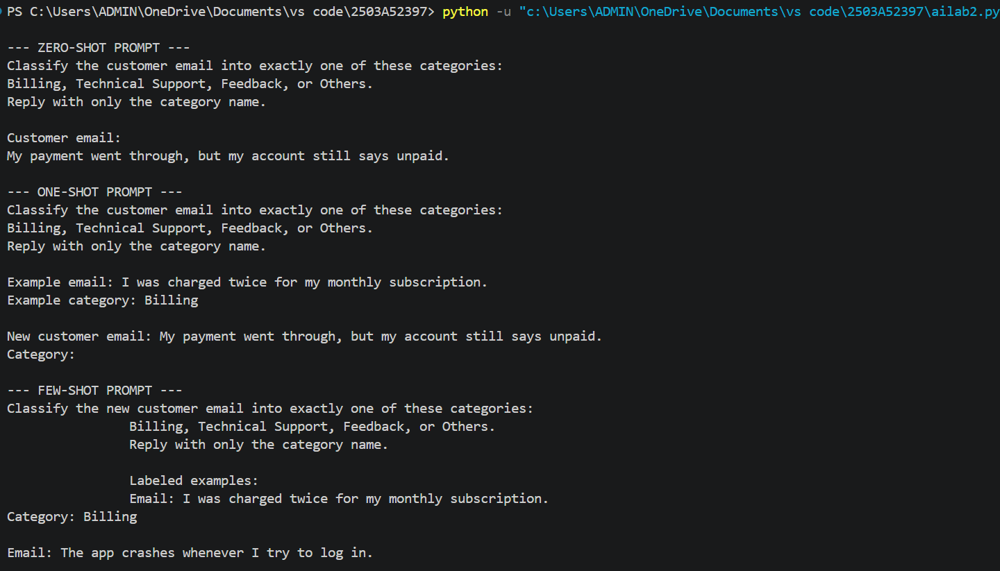 PS C:\Users\ADMIN\OneDrive\Documents\vs code\2503A52397> python -u "c:\Users\ADMIN\OneDrive\Documents\vs code\2503A52397\ailab2.py
--- ZERO-SHOT PROMPT ---
Classify the customer email into exactly one of these categories:
Billing, Technical Support, Feedback, or Others.
Reply with only the category name.
Customer email:
My payment went through, but my account still says unpaid.
--- ONE-SHOT PROMPT ---
Classify the customer email into exactly one of these categories:
Billing, Technical Support, Feedback, or Others.
Reply with only the category name.
Example email: I was charged twice for my monthly subscription.
Example category: Billing
New customer email: My payment went through, but my account still says unpaid.
Category:
--- FEW-SHOT PROMPT ---
Classify the new customer email into exactly one of these categories:
Billing, Technical Support, Feedback, or Others.
Reply with only the category name.
Labeled examples:
Email: I was charged twice for my monthly subscription.
Category: Billing
Email: The app crashes whenever I try to log in.